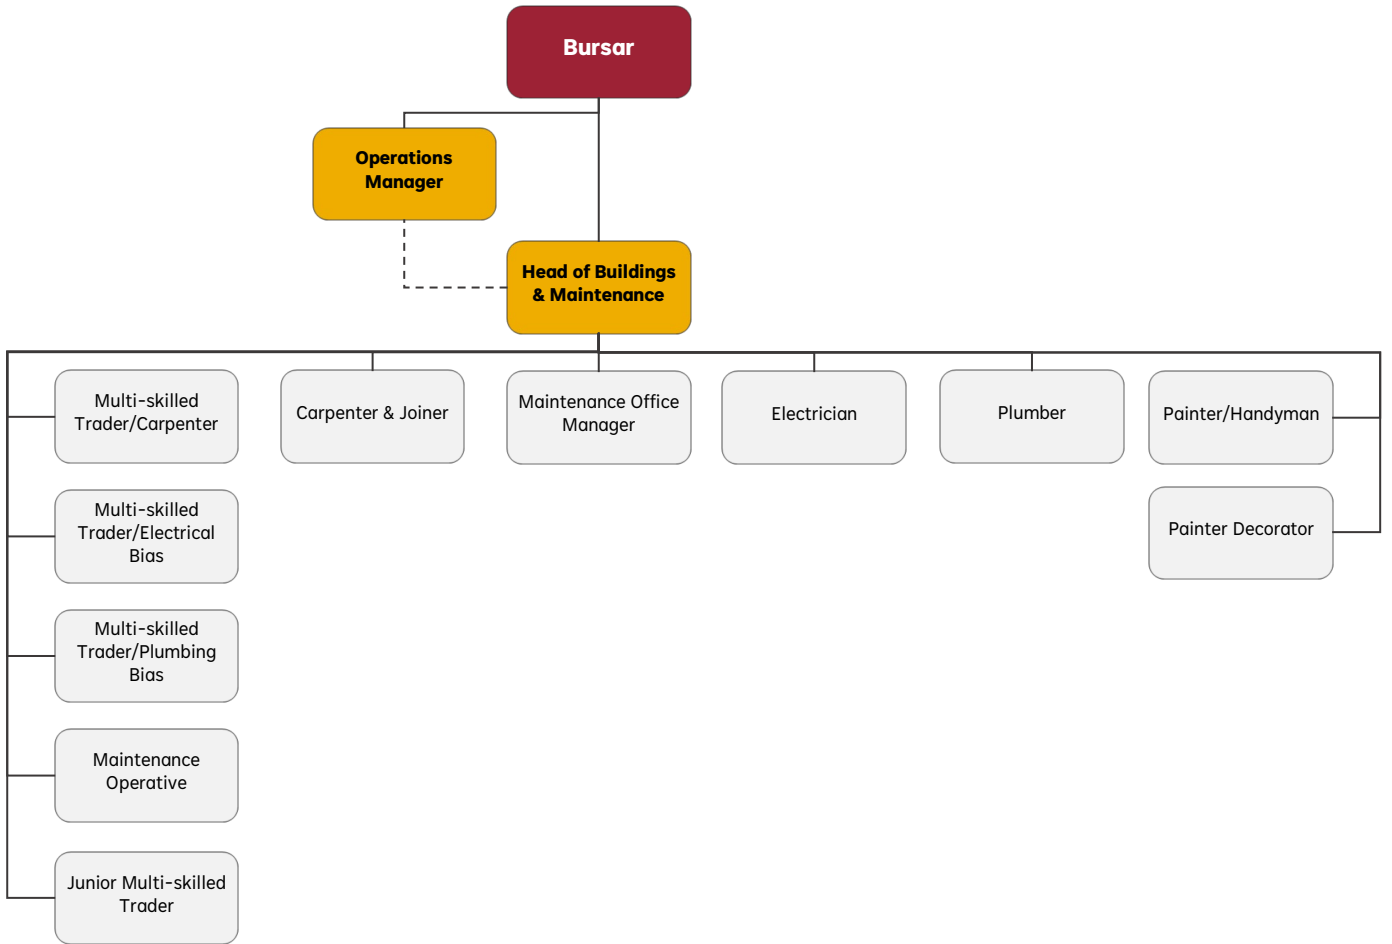 Bursar
Operations
Manager
Head of Buildings
& Maintenance
Multi-skilled
Trader/Carpenter
Carpenter & Joiner
Maintenance Office
Manager
Electrician
Plumber
Painter/Handyman
Multi-skilled
Trader/Electrical
Bias
Painter Decorator
Multi-skilled
Trader/Plumbing
Bias
Maintenance
Operative
Junior Multi-skilled
Trader